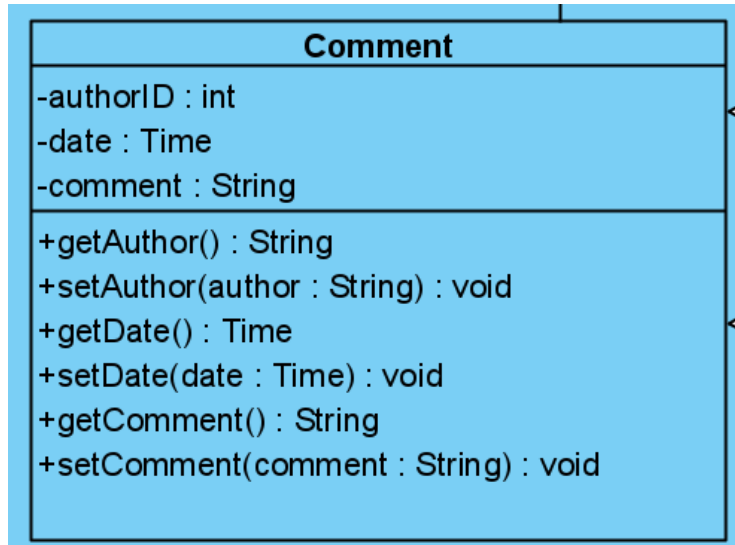 Comment
-authorID : int
-date : Time
-comment : String
+getAuthor() : String
+setAuthor(author : String) : void
+getDate() : Time
+setDate(date : Time) : void
+getComment() : String
+setComment(comment : String) : void